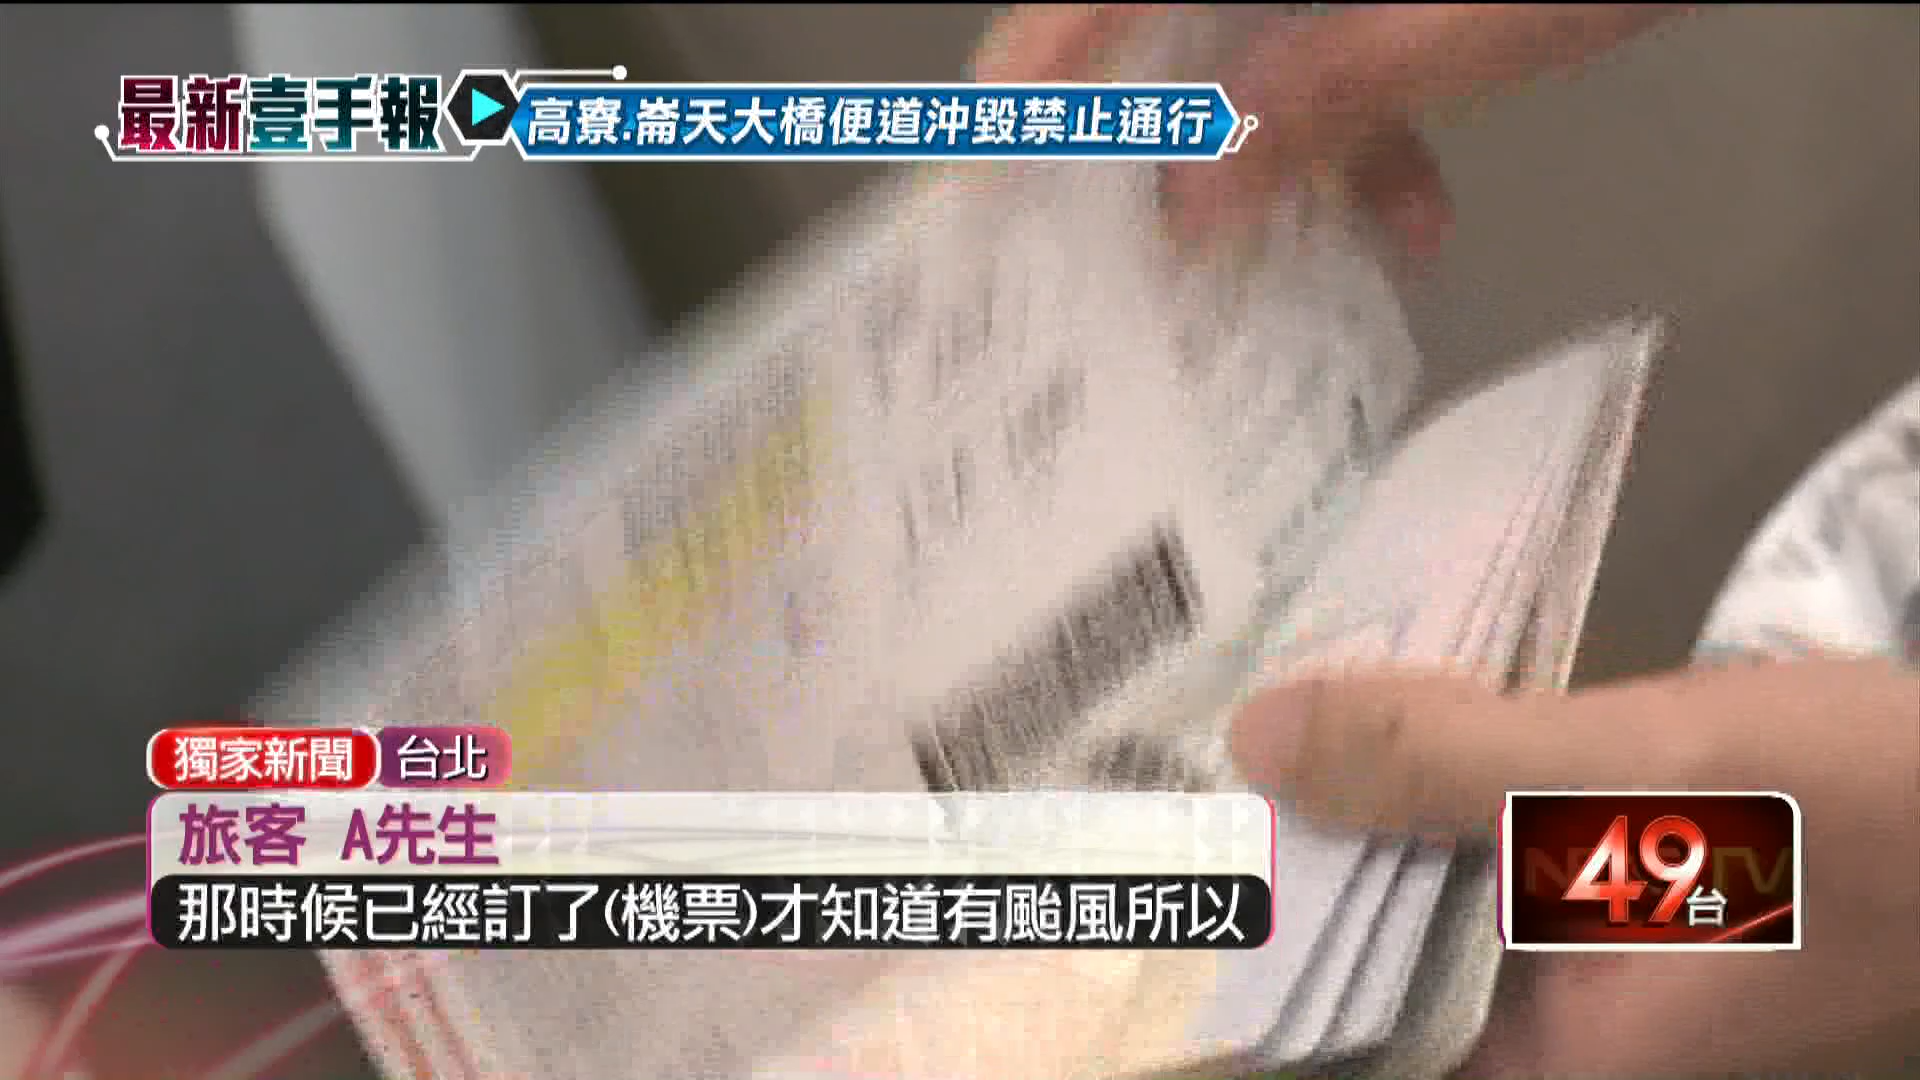 最新壹手報
高寮.崙天大橋便道沖毀禁止通行
獨家新聞 台北
旅客 A先生
那時候已經訂了(機票)才知道有颱風所以
49台